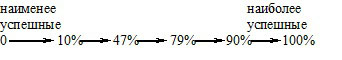 наименее наиболее
успешные успешные
0 10% 47% 79% 90% 100%